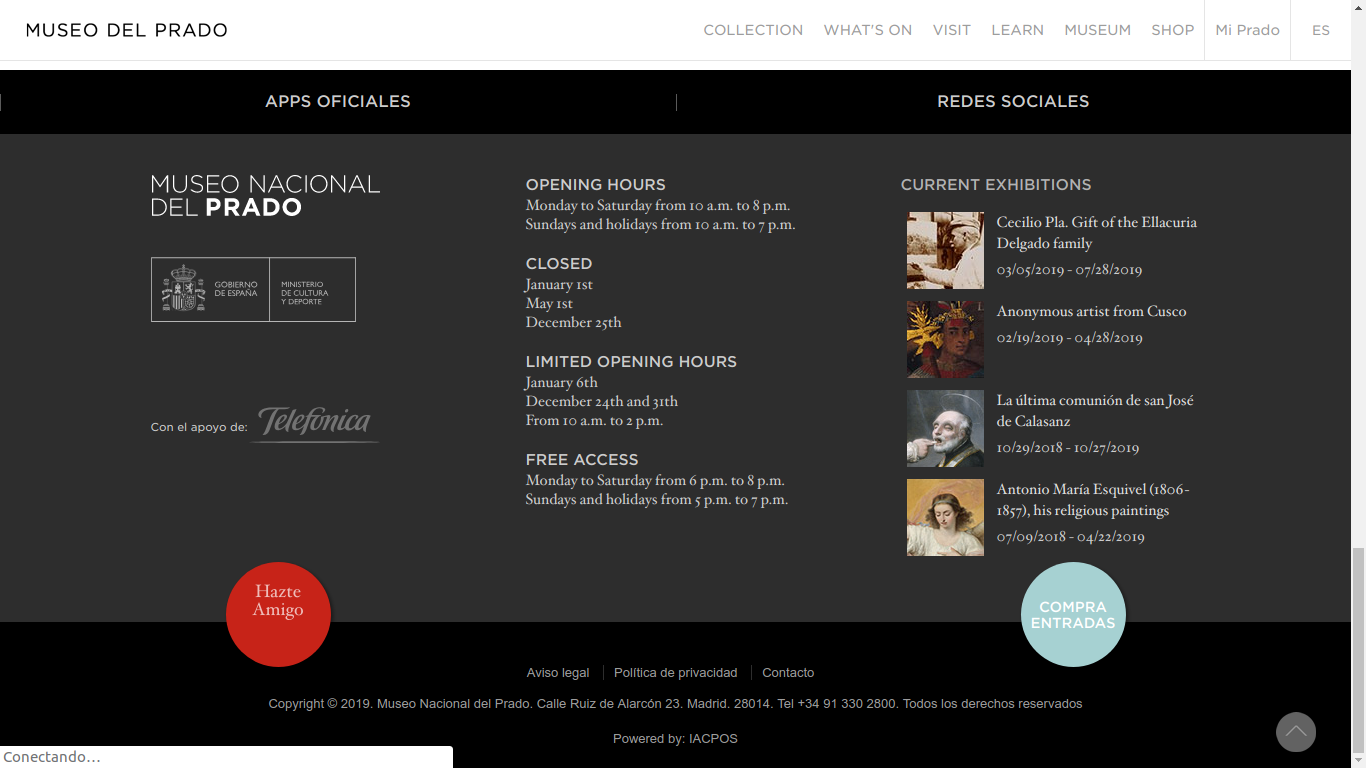 MUSEO DEL PRADO
COLLECTION
WHAT'S ON
VISIT
LEARN
MUSEUM
SHOP
Mi Prado
ES
APPS OFICIALES
REDES SOCIALES
MUSEO NACIONAL
DEL PRADO
GOBIERNO
DE ESPAÑA
MINISTERIO
DE CULTURA
Y DEPORTE
Con el apoyo de: Telefónica
OPENING HOURS
Monday to Saturday from 10 a.m. to 8 p.m.
Sundays and holidays from 10 a.m. to 7 p.m.
CLOSED
January 1st
May 1st
December 25th
LIMITED OPENING HOURS
January 6th
December 24th and 31th
From 10 a.m. to 2 p.m.
FREE ACCESS
Monday to Saturday from 6 p.m. to 8 p.m.
Sundays and holidays from 5 p.m. to 7 p.m.
CURRENT EXHIBITIONS
Cecilio Pla. Gift of the Ellacuria
Delgado family
03/05/2019 - 07/28/2019
Anonymous artist from Cusco
02/19/2019 - 04/28/2019
La última comunión de san José
de Calasanz
10/29/2018 - 10/27/2019
Antonio María Esquivel (1806-
1857), his religious paintings
07/09/2018 - 04/22/2019
Hazte
Amigo
COMPRA
ENTRADAS
Aviso legal
Política de privacidad
Contacto
Copyright © 2019. Museo Nacional del Prado. Calle Ruiz de Alarcón 23. Madrid. 28014. Tel +34 91 330 2800. Todos los derechos reservados
Powered by: IACPOS
Conectando…